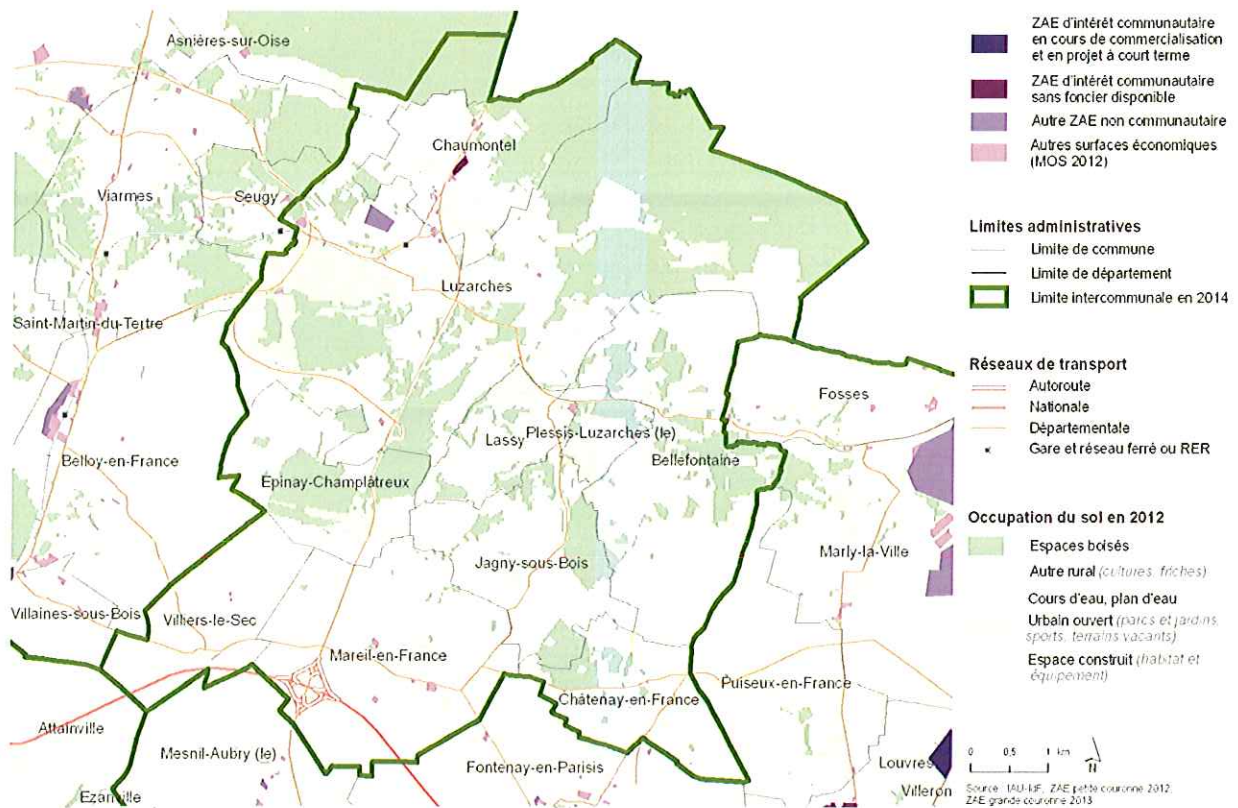 Asnières-sur-Oise
Chaumontel
Viarmes
Seugy
Luzarches
Saint-Martin-du-Tertre
Fosses
Lassy
Plessis-Luzarches (le)
Belloy-en-France
Bellefontaine
Epinay-Champlâtreux
Marly-la-Ville
Jagny-sous-Bois
Villaines-sous-Bois
Villiers-le-Sec
Mareil-en-France
Puiseux-en-France
Châtenay-en-France
Attainville
Mesnil-Aubry (le)
Fontenay-en-Parisis
Louvres
Ezanville
Villeron
ZAE d'intérêt communautaire
en cours de commercialisation
et en projet à court terme
ZAE d'intérêt communautaire
sans foncier disponible
Autre ZAE non communautaire
Autres surfaces économiques
(MOS 2012)
Limites administratives
Limite de commune
Limite de département
Limite intercommunale en 2014
Réseaux de transport
Autoroute
Nationale
Départementale
Gare et réseau ferré ou RER
Occupation du sol en 2012
Espaces boisés
Autre rural (cultures, friches)
Cours d'eau, plan d'eau
Urbain ouvert (parcs et jardins,
sports, terrains vacants)
Espace construit (habitat et
équipement)
0 0,5 1 km
N
Source : IAU-îdF, ZAE petite couronne 2012,
ZAE grande couronne 2013